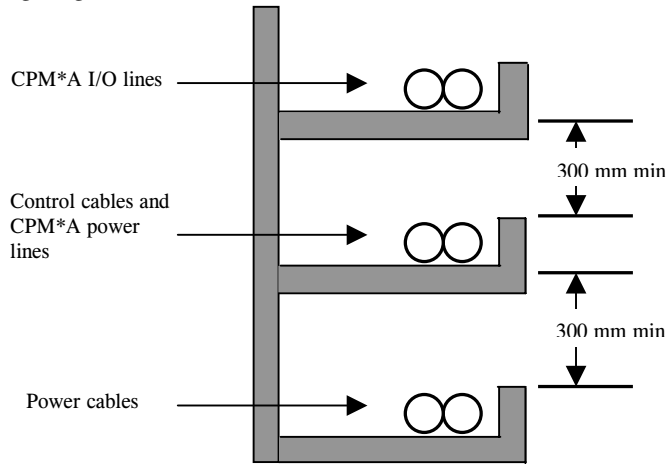 CPM*A I/O lines
300 mm min
Control cables and
CPM*A power
lines
300 mm min
Power cables